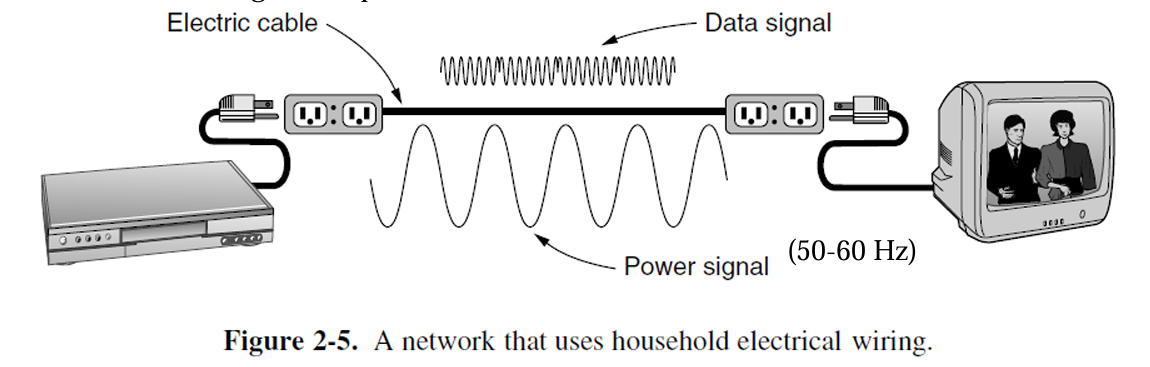 Electric cable
Data signal
Power signal
(50-60 Hz)
Figure 2-5. A network that uses household electrical wiring.